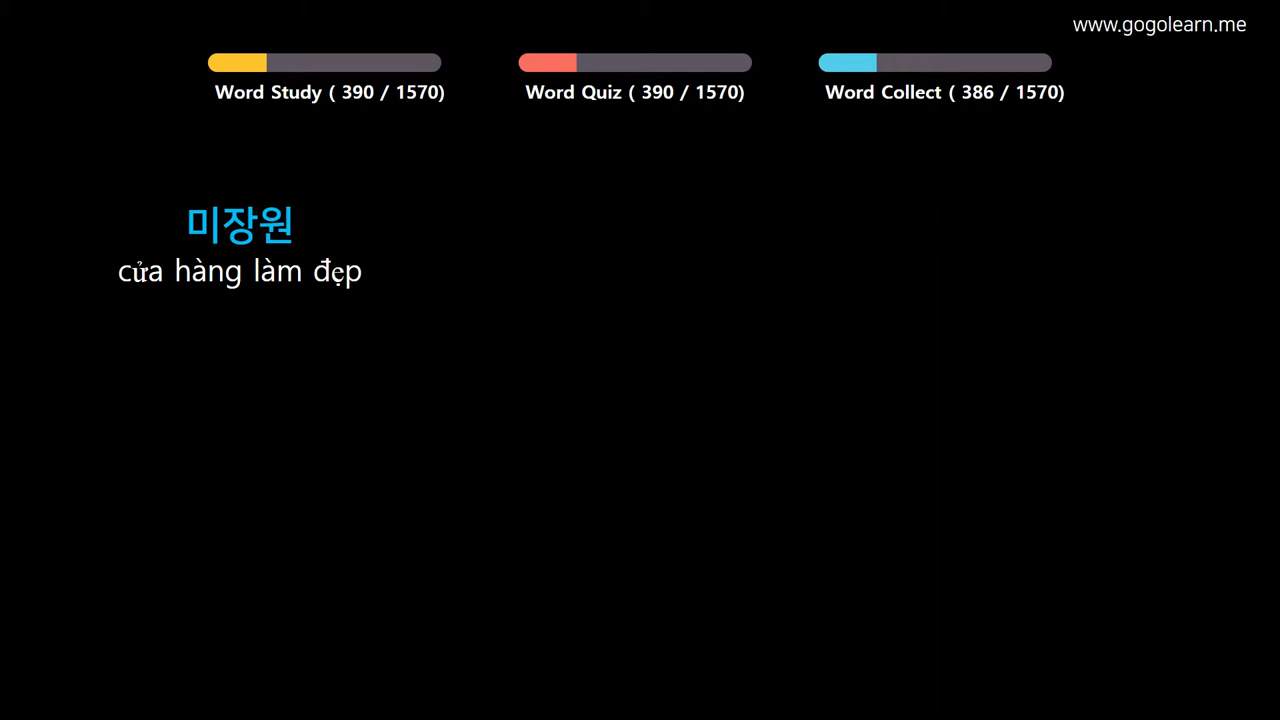 www.gogolearn.me
Word Study ( 390 / 1570)
Word Quiz ( 390 / 1570)
Word Collect ( 386 / 1570)
미장원
cửa hàng làm đẹp